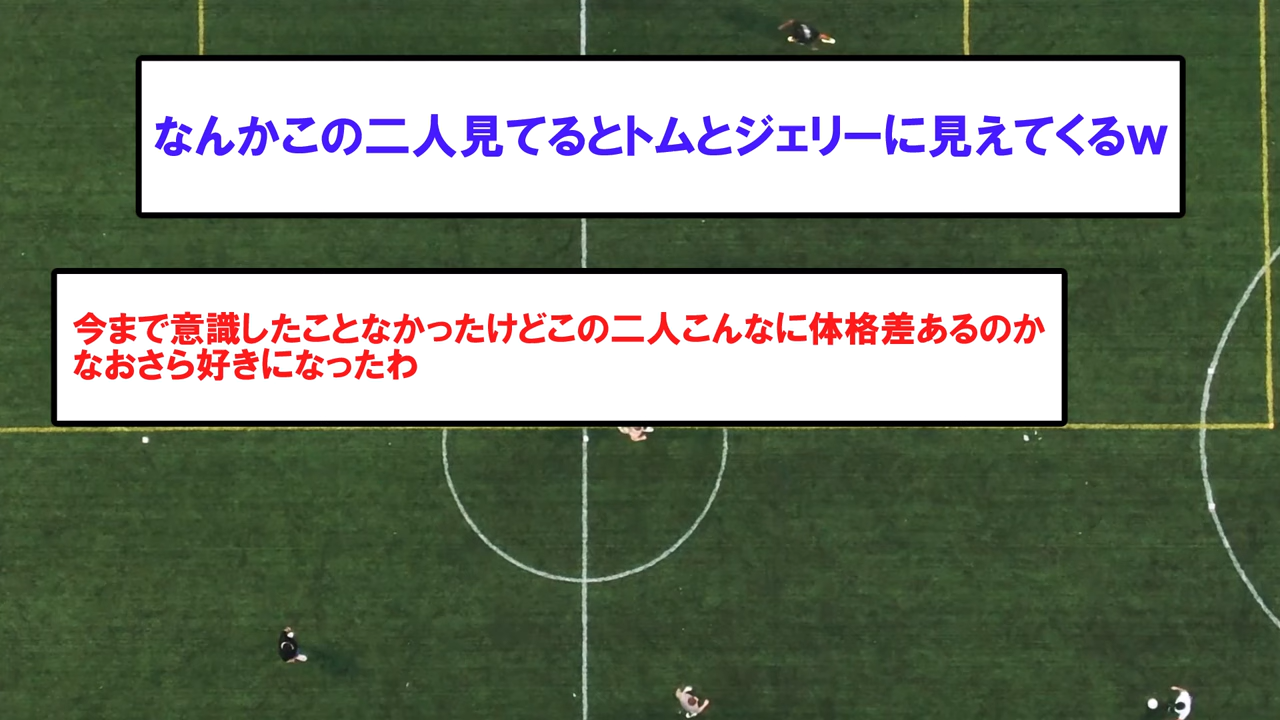 なんかこの二人見てるとトムとジェリーに見えてくるｗ
今まで意識したことなかったけどこの二人こんなに体格差あるのか
なおさら好きになったわ